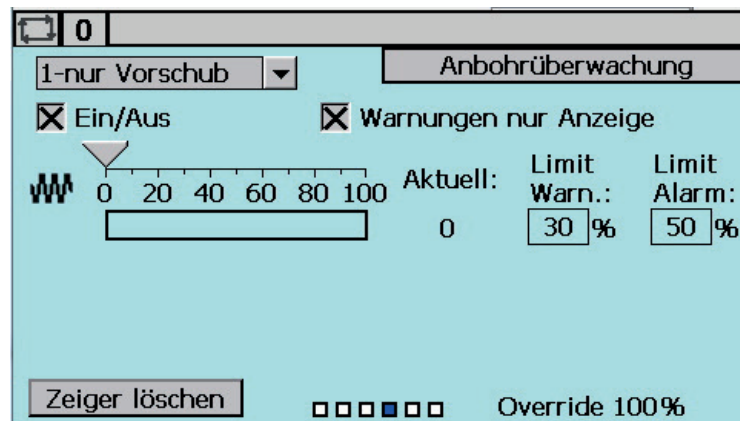 0
1-nur Vorschub
Anbohrüberwachung
Ein/Aus
Warnungen nur Anzeige
0 20 40 60 80 100
Aktuell:
0
Limit
Warn.:
30 %
Limit
Alarm:
50 %
Zeiger löschen
Override 100%